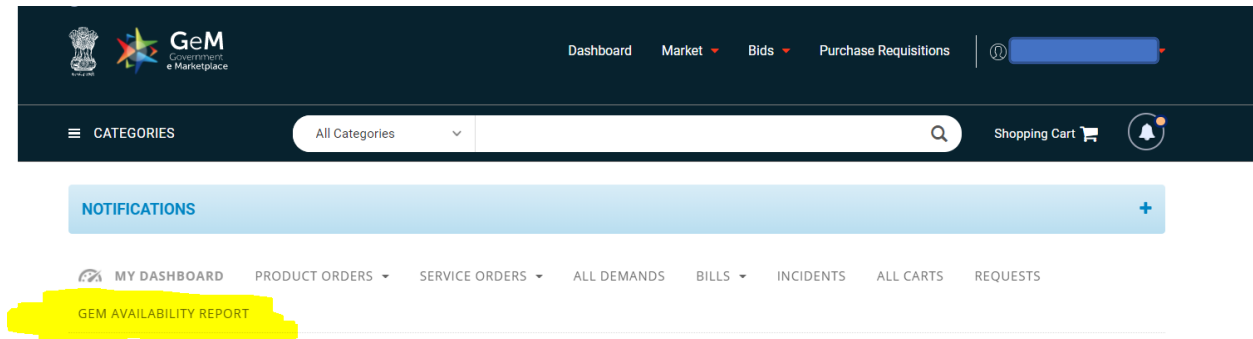 GeM
Government
e Marketplace
Dashboard Market Bids Purchase Requisitions
CATEGORIES All Categories Shopping Cart
NOTIFICATIONS +
MY DASHBOARD PRODUCT ORDERS SERVICE ORDERS ALL DEMANDS BILLS INCIDENTS ALL CARTS REQUESTS
GEM AVAILABILITY REPORT